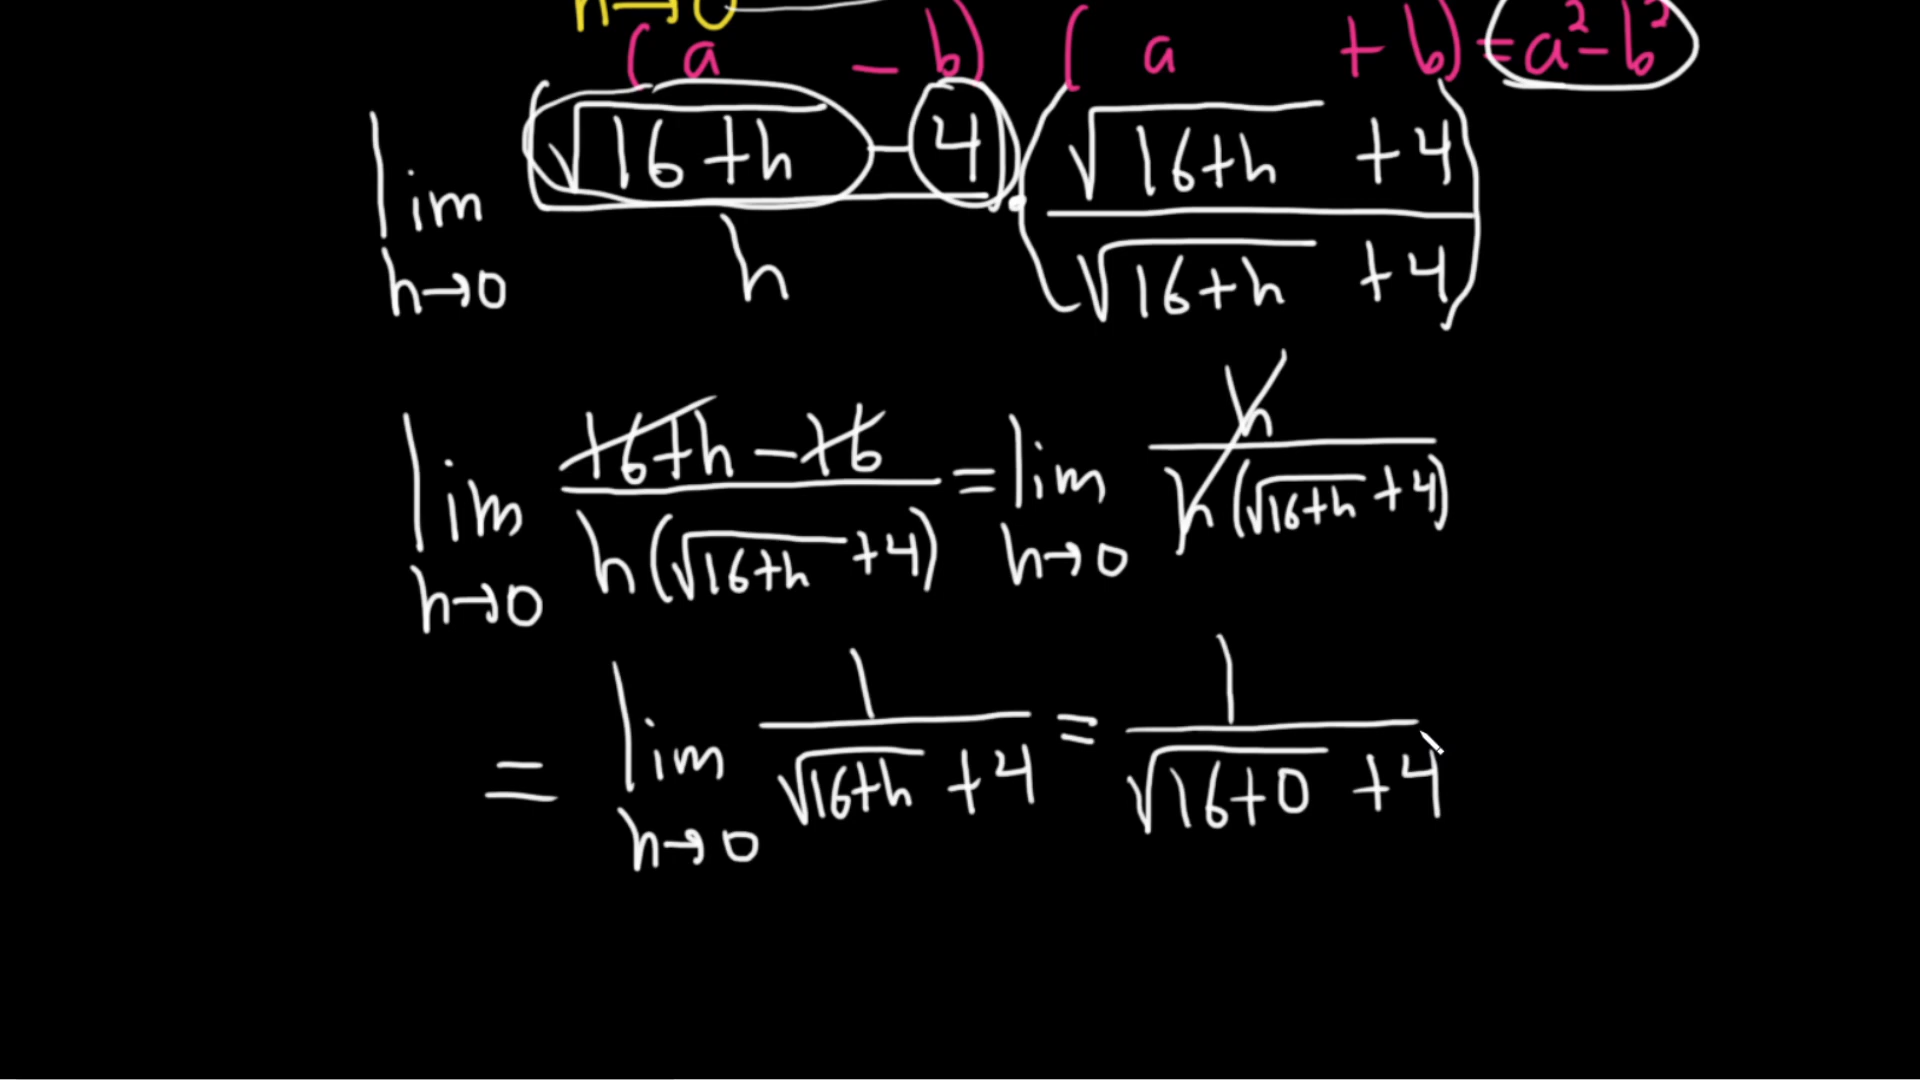 h→0
(a - b) (a + b) = a² - b²
lim h→0 (√(16+h) - 4)/h · ((√(16+h) + 4)/(√(16+h) + 4))
lim h→0 (16+h - 16)/(h(√(16+h) + 4)) = lim h→0 h/(h(√(16+h) + 4))
= lim h→0 1/(√(16+h) + 4) = 1/(√(16+0) + 4)